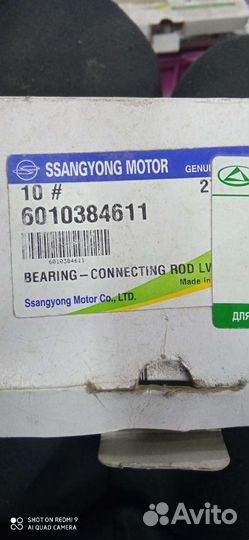 SSANGYONG MOTOR GENUI
10 # 2
6010384611
6010384611
BEARING-CONNECTING ROD LW
Made in
Ssangyong Motor Co., LTD.
ДЛЯ
SHOT ON REDMI 9
AI QUAD CAMERA
Avito